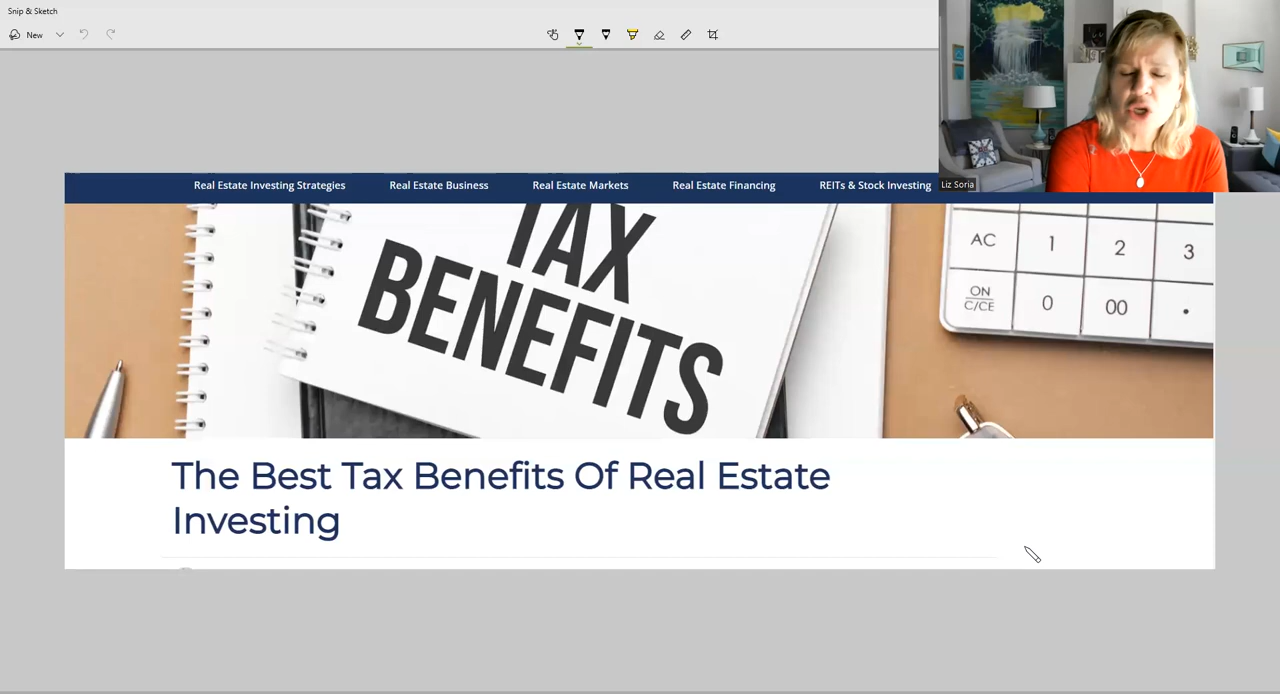 Snip & Sketch
New
Liz Soria
Real Estate Investing Strategies Real Estate Business Real Estate Markets Real Estate Financing REITs & Stock Investing
TAX
BENEFITS
AC 1 2 3
ON
C/CE 0 00 .
The Best Tax Benefits Of Real Estate
Investing